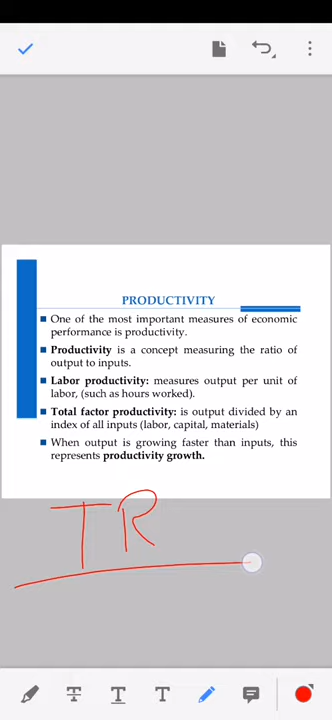 PRODUCTIVITY
■ One of the most important measures of economic
performance is productivity.
■ Productivity is a concept measuring the ratio of
output to inputs.
■ Labor productivity: measures output per unit of
labor, (such as hours worked).
■ Total factor productivity: is output divided by an
index of all inputs (labor, capital, materials)
■ When output is growing faster than inputs, this
represents productivity growth.
TR
T T T